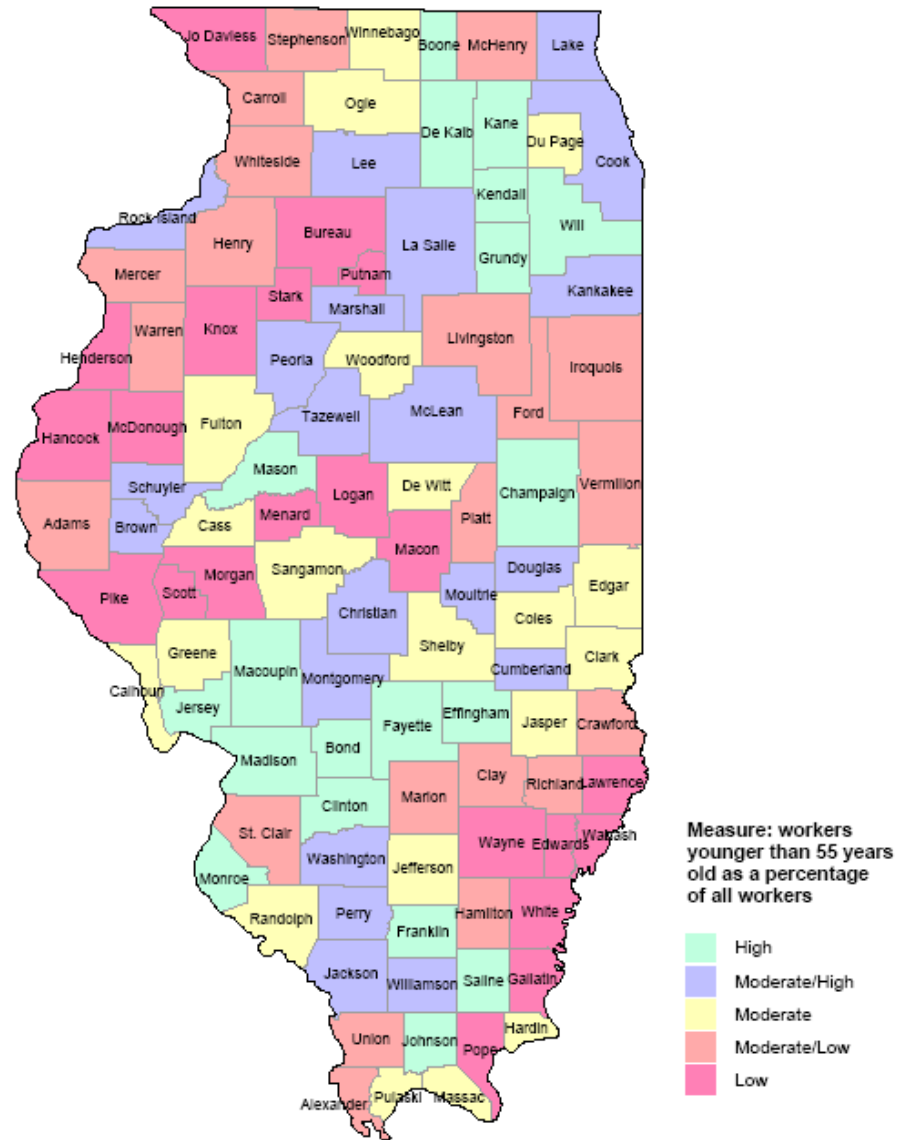 Jo Daviess
Stephenson
Winnebago
Boone
McHenry
Lake
Carroll
Ogle
De Kalb
Kane
Du Page
Cook
Whiteside
Lee
Kendall
Rock Island
Bureau
La Salle
Will
Henry
Grundy
Mercer
Putnam
Kankakee
Stark
Marshall
Warren
Knox
Livingston
Henderson
Peoria
Woodford
Iroquois
Hancock
McDonough
Fulton
Tazewell
McLean
Ford
Mason
Schuyler
Logan
De Witt
Champaign
Vermilion
Adams
Brown
Cass
Menard
Piatt
Macon
Pike
Scott
Morgan
Sangamon
Douglas
Edgar
Christian
Moultrie
Coles
Greene
Shelby
Clark
Macoupin
Montgomery
Cumberland
Calhoun
Jersey
Fayette
Effingham
Jasper
Crawford
Madison
Bond
Clay
Richland
Lawrence
Clinton
Marion
St. Clair
Wayne
Edwards
Wabash
Washington
Jefferson
Monroe
Randolph
Perry
Franklin
Hamilton
White
Jackson
Williamson
Saline
Gallatin
Union
Johnson
Pope
Hardin
Alexander
Pulaski
Massac
Measure: workers
younger than 55 years
old as a percentage
of all workers
High
Moderate/High
Moderate
Moderate/Low
Low